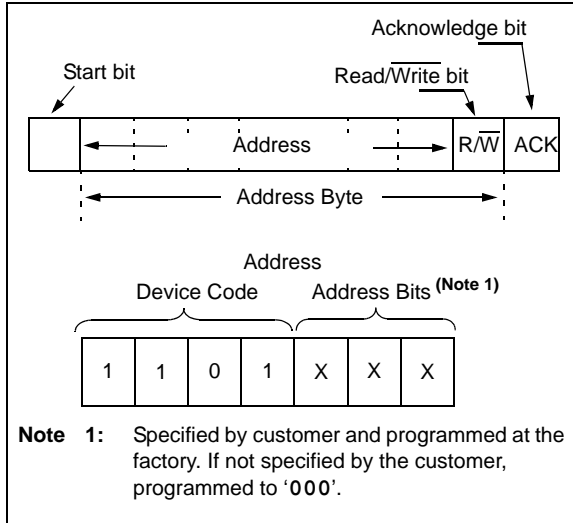 Acknowledge bit
Start bit
Read/Write bit
Address
R/W
ACK
Address Byte
Address
Device Code
Address Bits (Note 1)
1 1 0 1 X X X
Note 1: Specified by customer and programmed at the
factory. If not specified by the customer,
programmed to ‘000’.